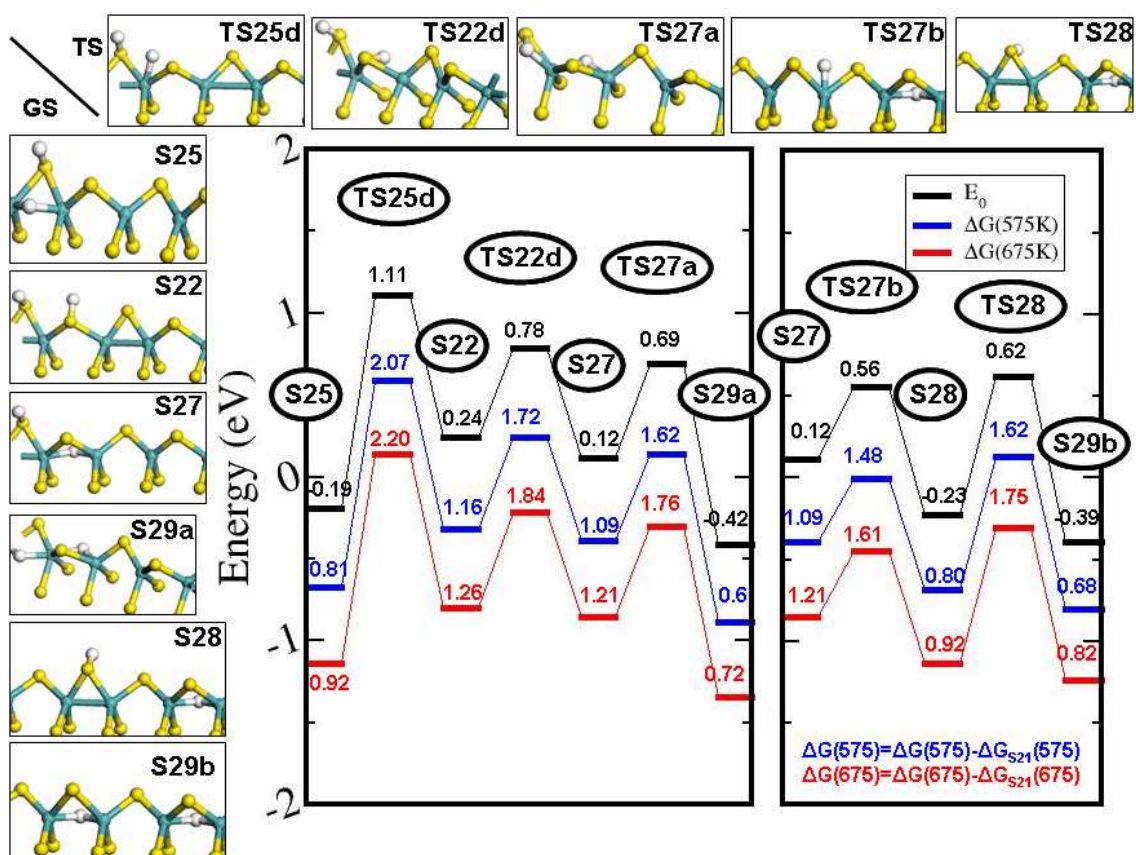 TS
GS
TS25d
TS22d
TS27a
TS27b
TS28
S25
S22
S27
S29a
S28
S29b
Energy (eV)
2
1
0
-1
-2
TS25d
TS22d
TS27a
S25
S22
S27
S29a
1.11
0.78
0.69
-0.19
0.24
0.12
-0.42
2.07
1.72
1.62
0.81
1.16
1.09
0.6
2.20
1.84
1.76
0.92
1.26
1.21
0.72
E₀
ΔG(575K)
ΔG(675K)
TS27b
TS28
S27
S28
S29b
0.12
0.56
-0.23
0.62
-0.39
1.09
1.48
0.80
1.62
0.68
1.21
1.61
0.92
1.75
0.82
ΔG(575)=ΔG(575)-ΔG_S21(575)
ΔG(675)=ΔG(675)-ΔG_S21(675)